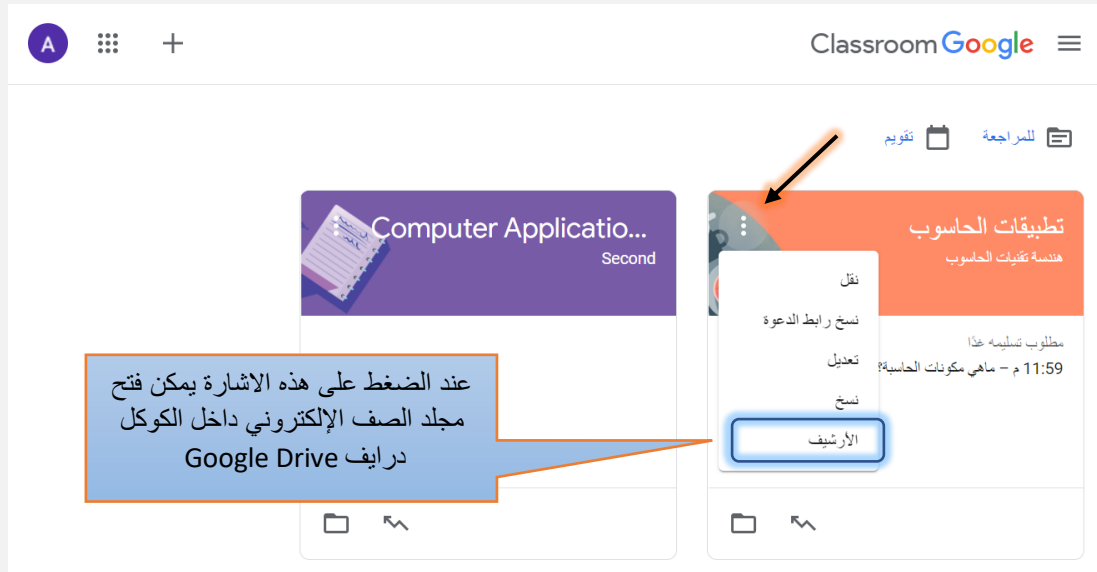 A
Classroom Google
للمراجعة
تقويم
تطبيقات الحاسوب
هندسة تقنيات الحاسوب
نقل
نسخ رابط الدعوة
تعديل
نسخ
الأرشيف
مطلوب تسليمه غدًا
11:59 م – ماهي مكونات الحاسبة؟
Computer Applicatio...
Second
عند الضغط على هذه الاشارة يمكن فتح
مجلد الصف الإلكتروني داخل الكوكل
درايف Google Drive